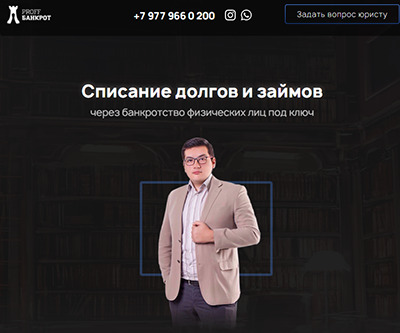 PROFF
БАНКРОТ
+7 977 966 0 200
Задать вопрос юристу
Списание долгов и займов
через банкротство физических лиц под ключ